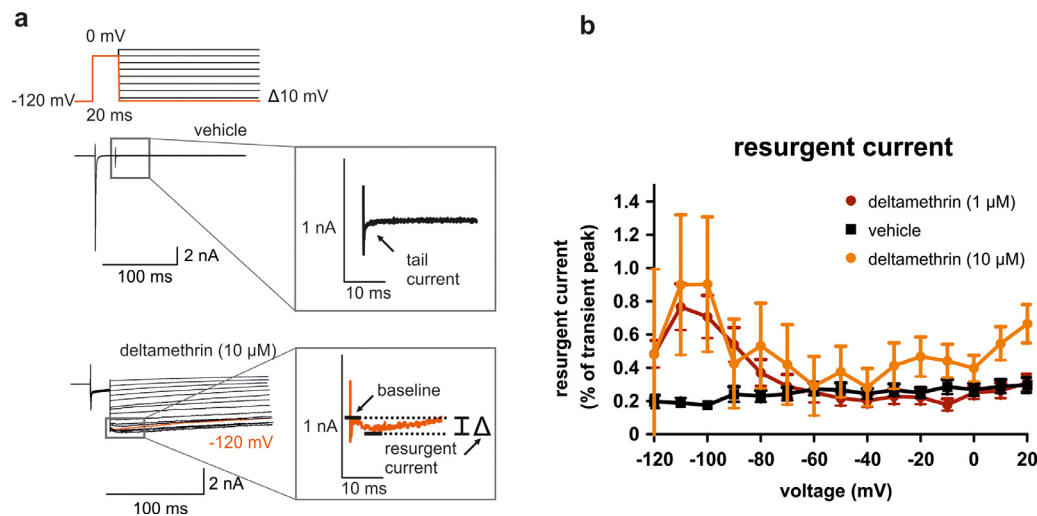 a
0 mV
-120 mV
Δ10 mV
20 ms
vehicle
2 nA
100 ms
1 nA
tail
current
10 ms
deltamethrin (10 µM)
-120 mV
2 nA
100 ms
baseline
1 nA
Δ
resurgent
current
10 ms
b
resurgent current
deltamethrin (1 µM)
vehicle
deltamethrin (10 µM)
resurgent current
(% of transient peak)
1.4
1.2
1.0
0.8
0.6
0.4
0.2
0
-120 -100 -80 -60 -40 -20 0 20
voltage (mV)